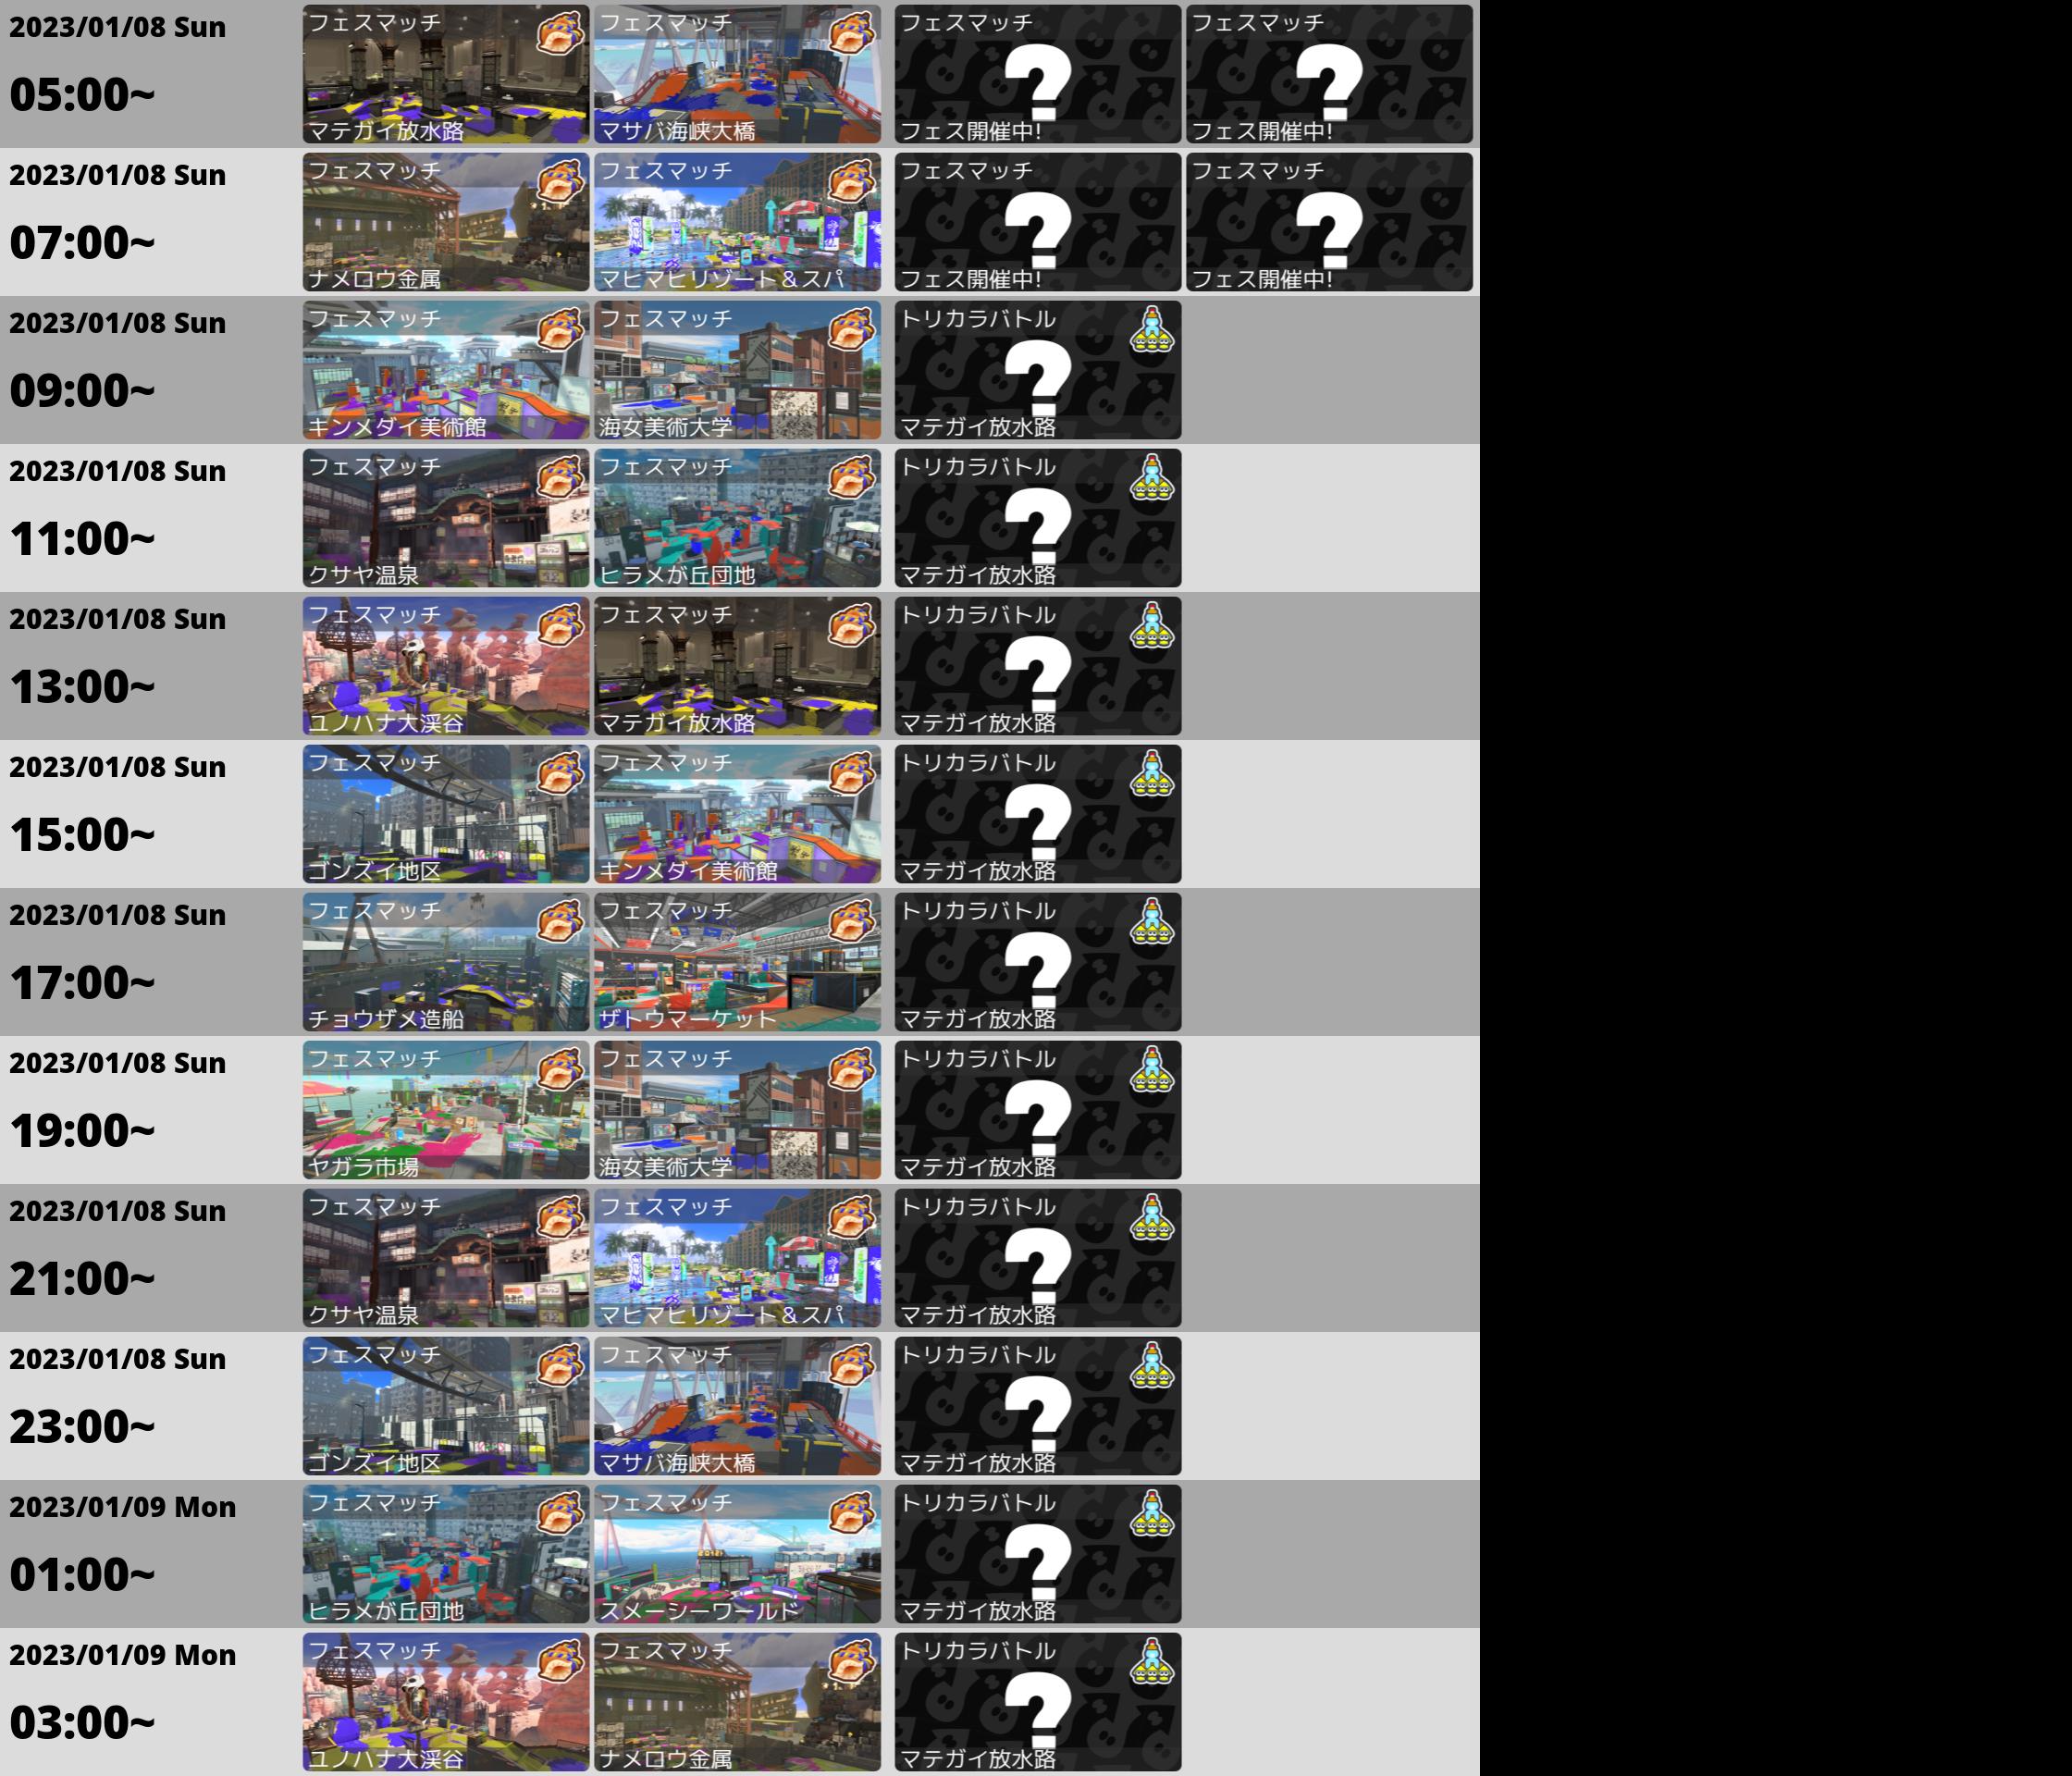 2023/01/08 Sun
05:00~
フェスマッチ
マテガイ放水路
フェスマッチ
マサバ海峡大橋
フェスマッチ
?
フェス開催中!
フェスマッチ
?
フェス開催中!
2023/01/08 Sun
07:00~
フェスマッチ
ナメロウ金属
フェスマッチ
マヒマヒリゾート&スパ
フェスマッチ
?
フェス開催中!
フェスマッチ
?
フェス開催中!
2023/01/08 Sun
09:00~
フェスマッチ
キンメダイ美術館
フェスマッチ
海女美術大学
トリカラバトル
?
マテガイ放水路
2023/01/08 Sun
11:00~
フェスマッチ
クサヤ温泉
フェスマッチ
ヒラメが丘団地
トリカラバトル
?
マテガイ放水路
2023/01/08 Sun
13:00~
フェスマッチ
ユノハナ大渓谷
フェスマッチ
マテガイ放水路
トリカラバトル
?
マテガイ放水路
2023/01/08 Sun
15:00~
フェスマッチ
ゴンズイ地区
フェスマッチ
キンメダイ美術館
トリカラバトル
?
マテガイ放水路
2023/01/08 Sun
17:00~
フェスマッチ
チョウザメ造船
フェスマッチ
ザトウマーケット
トリカラバトル
?
マテガイ放水路
2023/01/08 Sun
19:00~
フェスマッチ
ヤガラ市場
フェスマッチ
海女美術大学
トリカラバトル
?
マテガイ放水路
2023/01/08 Sun
21:00~
フェスマッチ
クサヤ温泉
フェスマッチ
マヒマヒリゾート&スパ
トリカラバトル
?
マテガイ放水路
2023/01/08 Sun
23:00~
フェスマッチ
ゴンズイ地区
フェスマッチ
マサバ海峡大橋
トリカラバトル
?
マテガイ放水路
2023/01/09 Mon
01:00~
フェスマッチ
ヒラメが丘団地
フェスマッチ
スメーシーワールド
トリカラバトル
?
マテガイ放水路
2023/01/09 Mon
03:00~
フェスマッチ
ユノハナ大渓谷
フェスマッチ
ナメロウ金属
トリカラバトル
?
マテガイ放水路